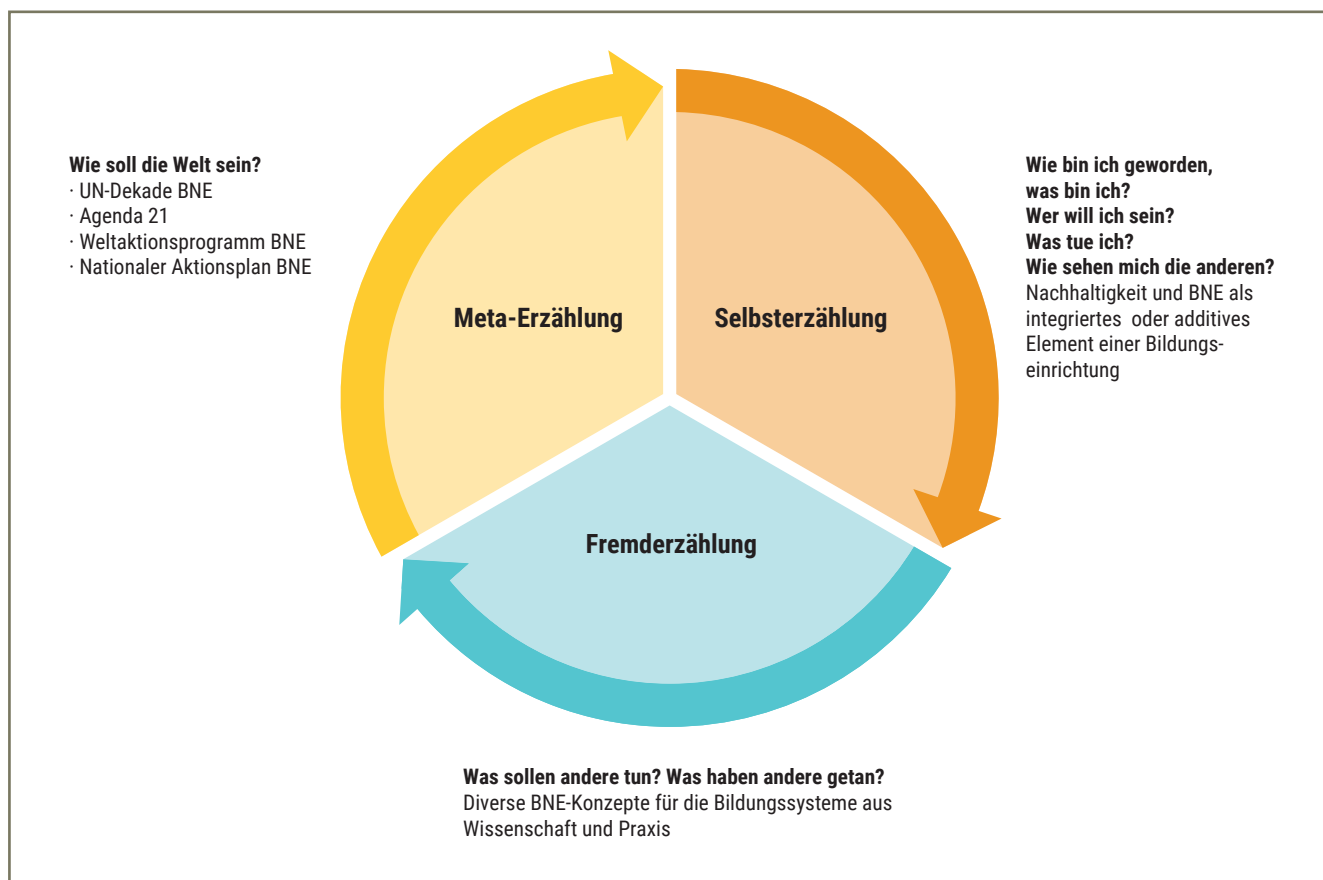 Wie soll die Welt sein?
· UN-Dekade BNE
· Agenda 21
· Weltaktionsprogramm BNE
· Nationaler Aktionsplan BNE
Meta-Erzählung
Selbsterzählung
Wie bin ich geworden,
was bin ich?
Wer will ich sein?
Was tue ich?
Wie sehen mich die anderen?
Nachhaltigkeit und BNE als
integriertes oder additives
Element einer Bildungs-
einrichtung
Fremderzählung
Was sollen andere tun? Was haben andere getan?
Diverse BNE-Konzepte für die Bildungssysteme aus
Wissenschaft und Praxis